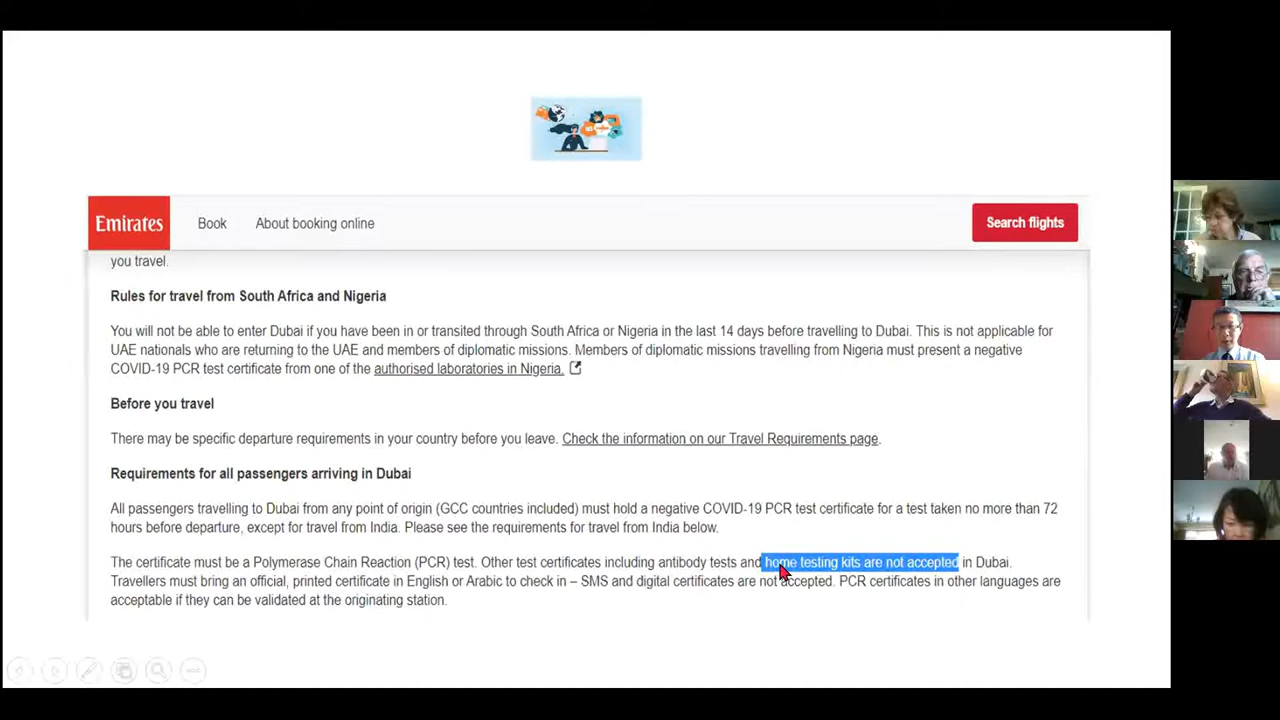 Emirates
Book
About booking online
Search flights
you travel.
Rules for travel from South Africa and Nigeria
You will not be able to enter Dubai if you have been in or transited through South Africa or Nigeria in the last 14 days before travelling to Dubai. This is not applicable for
UAE nationals who are returning to the UAE and members of diplomatic missions. Members of diplomatic missions travelling from Nigeria must present a negative
COVID-19 PCR test certificate from one of the authorised laboratories in Nigeria.
Before you travel
There may be specific departure requirements in your country before you leave. Check the information on our Travel Requirements page.
Requirements for all passengers arriving in Dubai
All passengers travelling to Dubai from any point of origin (GCC countries included) must hold a negative COVID-19 PCR test certificate for a test taken no more than 72
hours before departure, except for travel from India. Please see the requirements for travel from India below.
The certificate must be a Polymerase Chain Reaction (PCR) test. Other test certificates including antibody tests and home testing kits are not accepted in Dubai.
Travellers must bring an official, printed certificate in English or Arabic to check in – SMS and digital certificates are not accepted. PCR certificates in other languages are
acceptable if they can be validated at the originating station.